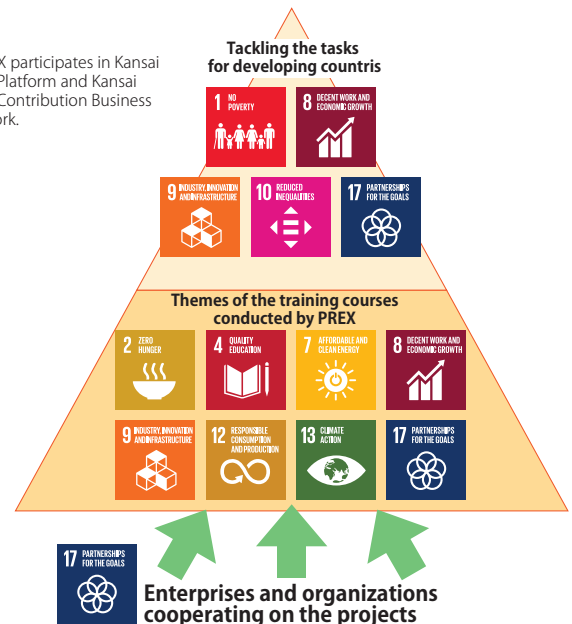 X participates in Kansai
Platform and Kansai
Contribution Business
ork.
Tackling the tasks
for developing countris
1 NO
POVERTY
8 DECENT WORK AND
ECONOMIC GROWTH
9 INDUSTRY, INNOVATION
AND INFRASTRUCTURE
10 REDUCED
INEQUALITIES
17 PARTNERSHIPS
FOR THE GOALS
Themes of the training courses
conducted by PREX
2 ZERO
HUNGER
4 QUALITY
EDUCATION
7 AFFORDABLE AND
CLEAN ENERGY
8 DECENT WORK AND
ECONOMIC GROWTH
9 INDUSTRY, INNOVATION
AND INFRASTRUCTURE
12 RESPONSIBLE
CONSUMPTION
AND PRODUCTION
13 CLIMATE
ACTION
17 PARTNERSHIPS
FOR THE GOALS
17 PARTNERSHIPS
FOR THE GOALS
Enterprises and organizations
cooperating on the projects